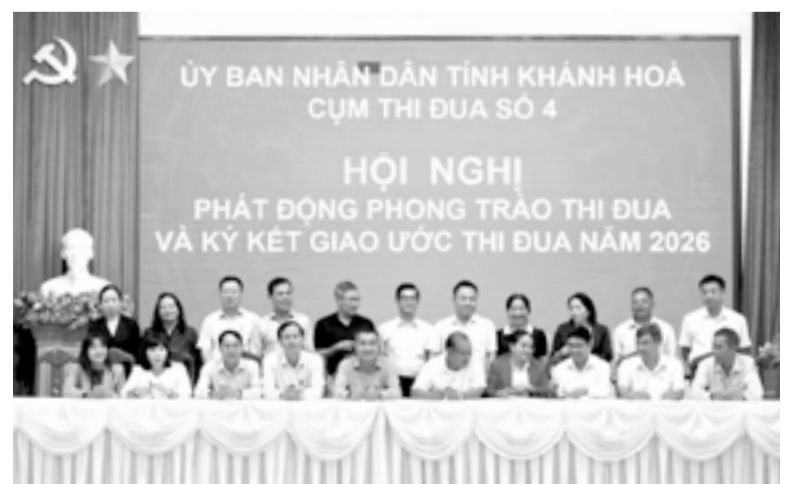 ỦY BAN NHÂN DÂN TỈNH KHÁNH HOÀ
CỤM THI ĐUA SỐ 4
HỘI NGHỊ
PHÁT ĐỘNG PHONG TRÀO THI ĐUA
VÀ KÝ KẾT GIAO ƯỚC THI ĐUA NĂM 2026